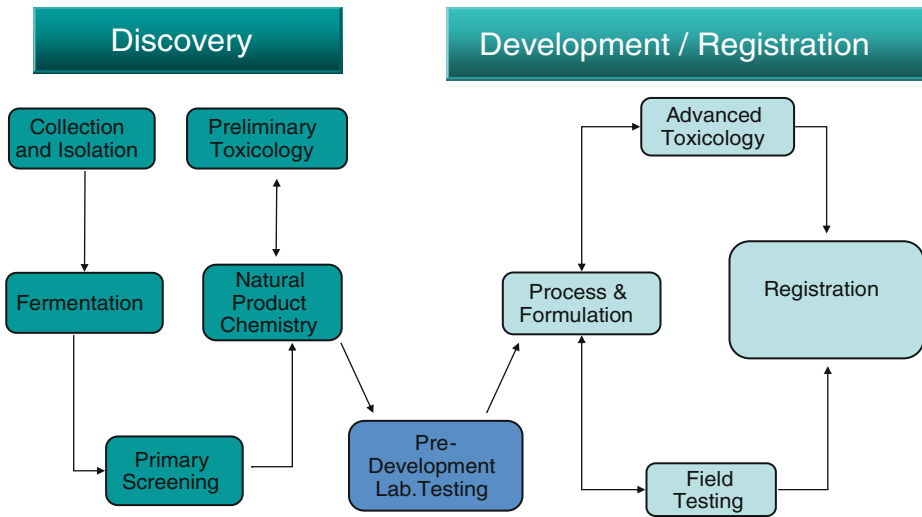 Discovery
Development / Registration
Collection
and Isolation
Preliminary
Toxicology
Advanced
Toxicology
Fermentation
Natural
Product
Chemistry
Process &
Formulation
Registration
Primary
Screening
Pre-
Development
Lab.Testing
Field
Testing